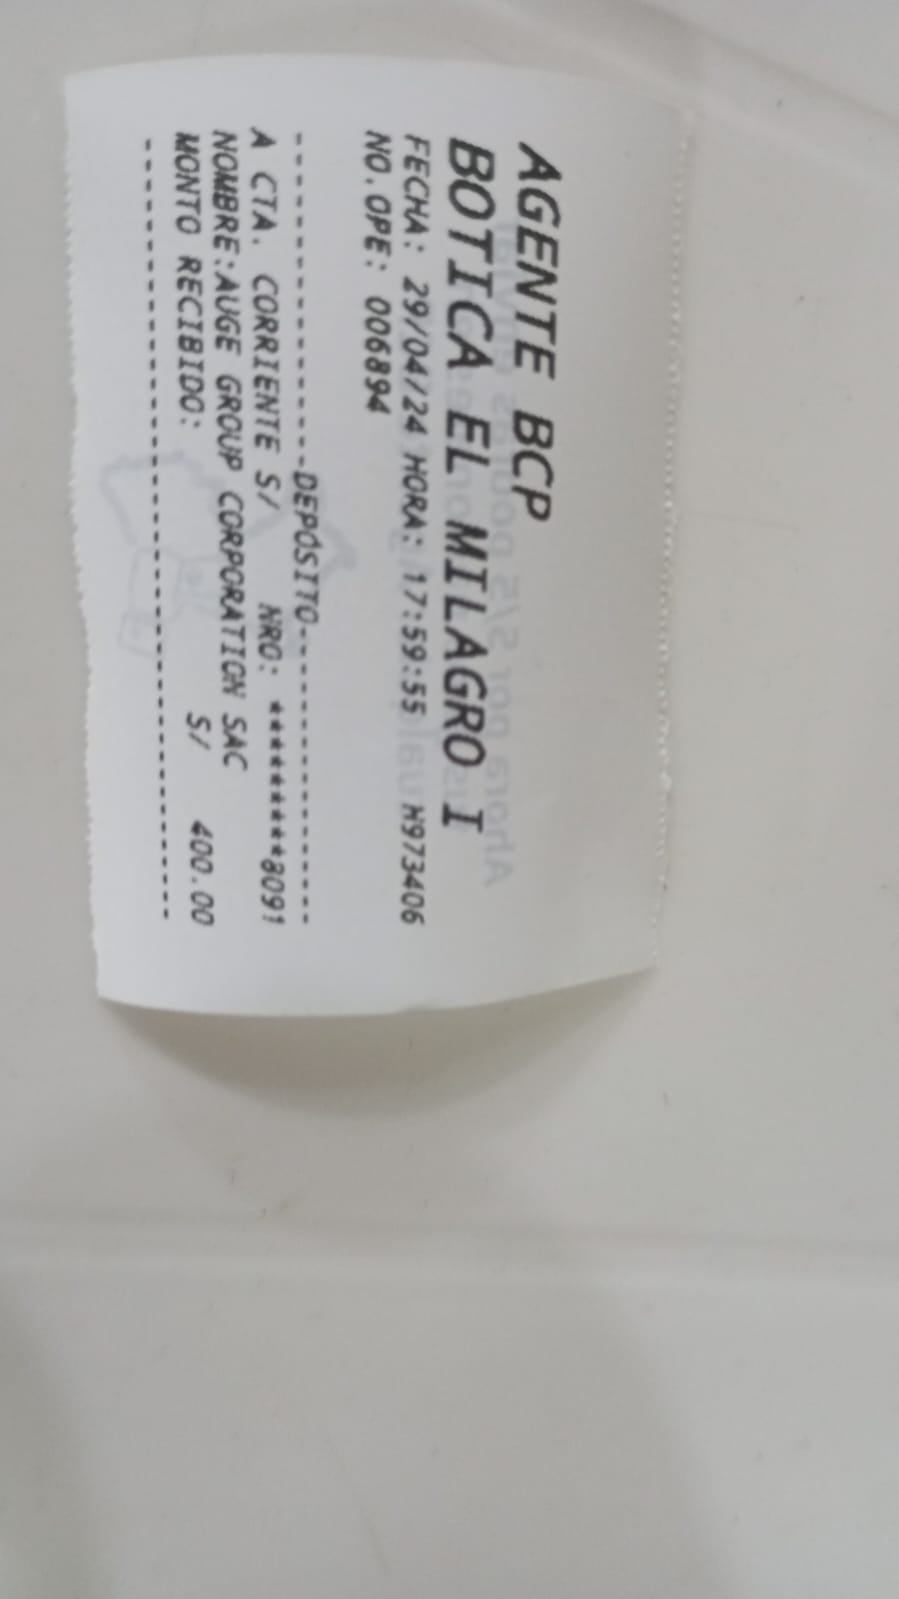 AGENTE BCP
BOTICA EL MILAGRO I
FECHA: 29/04/24 HORA: 17:59:55 H973406
NO.OPE: 006894
------------------DEPOSITO------------------
A CTA. CORRIENTE S/ NRO: *********8091
NOMBRE:AUGE GROUP CORPORATION SAC
MONTO RECIBIDO: S/ 400.00